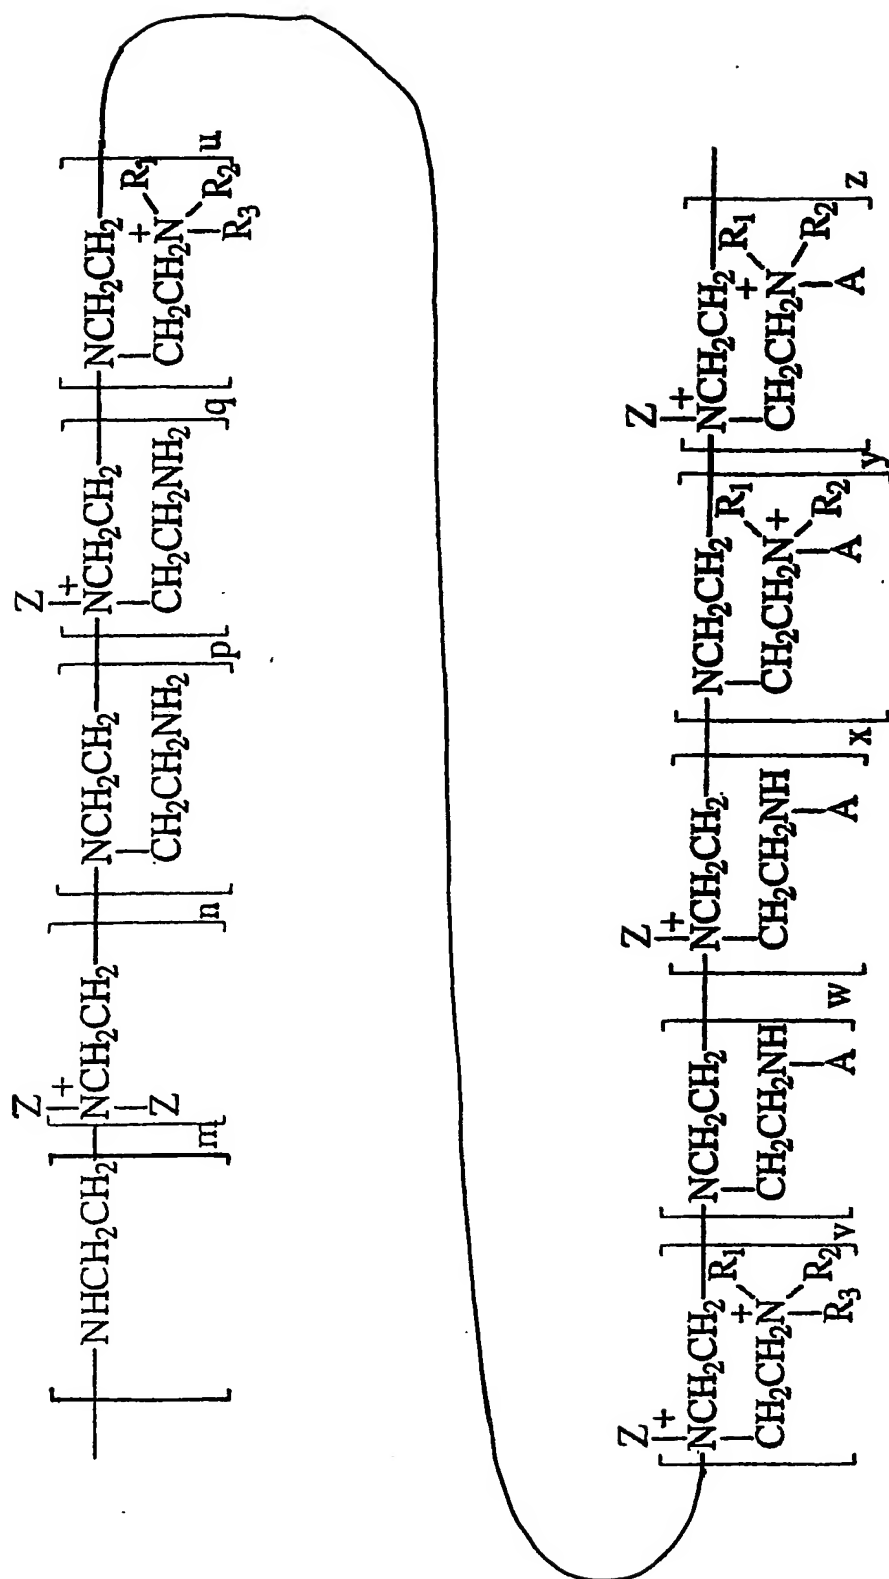 Z Z
NHCH2CH2 NCH2CH2 NCH2CH2 NCH2CH2 NCH2CH2
+ + +
Z CH2CH2NH2 CH2CH2NH2 CH2CH2N R1
R2
R3
m n p q u
Z Z Z
NCH2CH2 NCH2CH2 NCH2CH2 NCH2CH2 NCH2CH2
+ + +
CH2CH2N R1 CH2CH2NH CH2CH2NH CH2CH2N R1 CH2CH2N R1
+ + +
R2 R2 R2
R3 A A A A
v w x y z